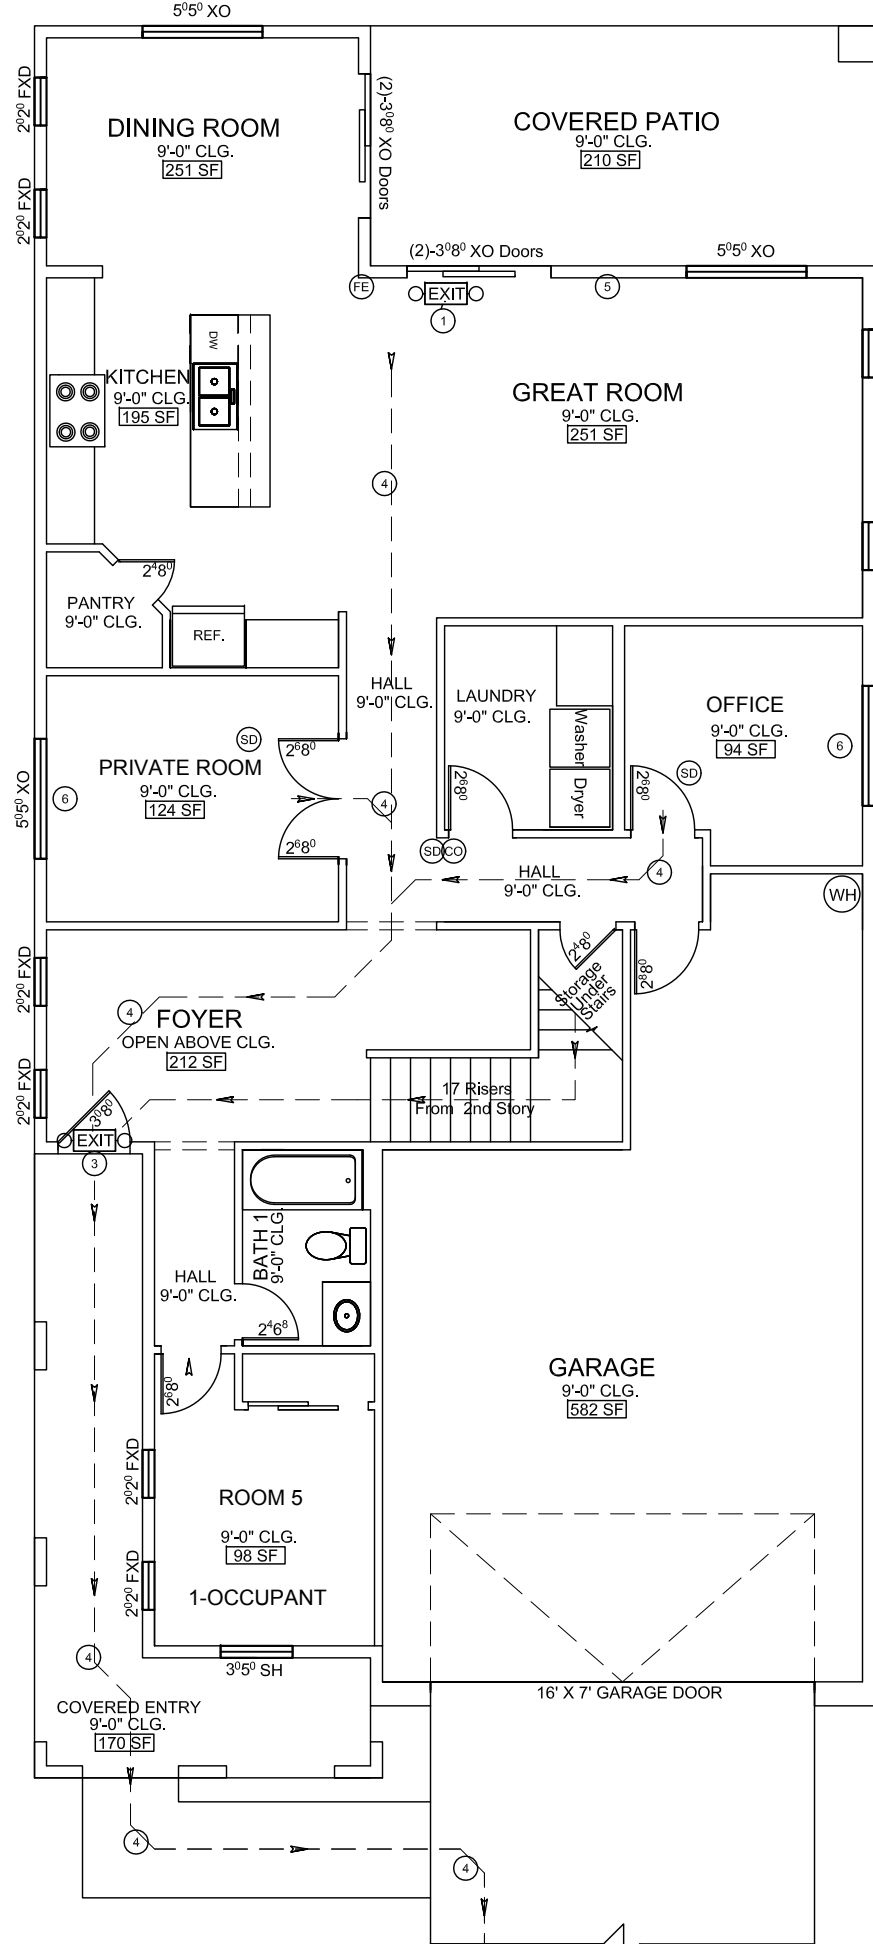 5⁰5⁰ XO
2⁰2⁰ FXD
DINING ROOM
9'-0" CLG.
251 SF
2⁰2⁰ FXD
(2)-3⁰8⁰ XO Doors
COVERED PATIO
9'-0" CLG.
210 SF
(2)-3⁰8⁰ XO Doors
5⁰5⁰ XO
FE
EXIT
5
1
DW
KITCHEN
9'-0" CLG.
195 SF
GREAT ROOM
9'-0" CLG.
251 SF
4
2⁴8⁰
PANTRY
9'-0" CLG.
REF.
HALL
9'-0" CLG.
LAUNDRY
9'-0" CLG.
Washer
Dryer
OFFICE
9'-0" CLG.
94 SF
6
SD
2⁶8⁰
SD
2⁶8⁰
PRIVATE ROOM
9'-0" CLG.
124 SF
5⁰5⁰ XO
6
4
2⁶8⁰
2⁶8⁰
SD
CO
HALL
9'-0" CLG.
4
WH
2⁴8⁰
2⁸8⁰
Storage
Under
Stairs
2⁰2⁰ FXD
4
FOYER
OPEN ABOVE CLG.
212 SF
2⁰2⁰ FXD
17 Risers
From 2nd Story
3⁰8⁰
EXIT
3
BATH 1
9'-0" CLG.
HALL
9'-0" CLG.
2⁴6⁸
2⁶8⁰
GARAGE
9'-0" CLG.
582 SF
2⁰2⁰ FXD
ROOM 5
9'-0" CLG.
98 SF
1-OCCUPANT
2⁰2⁰ FXD
3⁰5⁰ SH
4
COVERED ENTRY
9'-0" CLG.
170 SF
16' X 7' GARAGE DOOR
4
4